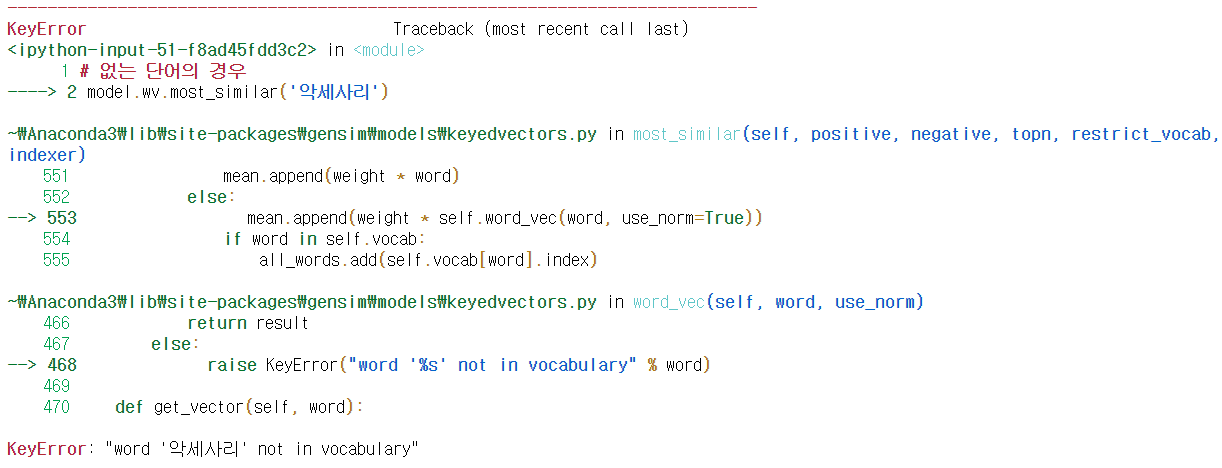 ---------------------------------------------------------------------------
KeyError                                  Traceback (most recent call last)
<ipython-input-51-f8ad45fdd3c2> in <module>
      1 # 없는 단어의 경우
----> 2 model.wv.most_similar('악세사리')
~₩Anaconda3₩lib₩site-packages₩gensim₩models₩keyedvectors.py in most_similar(self, positive, negative, topn, restrict_vocab,
indexer)
    551                 mean.append(weight * word)
    552             else:
--> 553                 mean.append(weight * self.word_vec(word, use_norm=True))
    554                 if word in self.vocab:
    555                     all_words.add(self.vocab[word].index)
~₩Anaconda3₩lib₩site-packages₩gensim₩models₩keyedvectors.py in word_vec(self, word, use_norm)
    466             return result
    467         else:
--> 468             raise KeyError("word '%s' not in vocabulary" % word)
    469
    470     def get_vector(self, word):
KeyError: "word '악세사리' not in vocabulary"